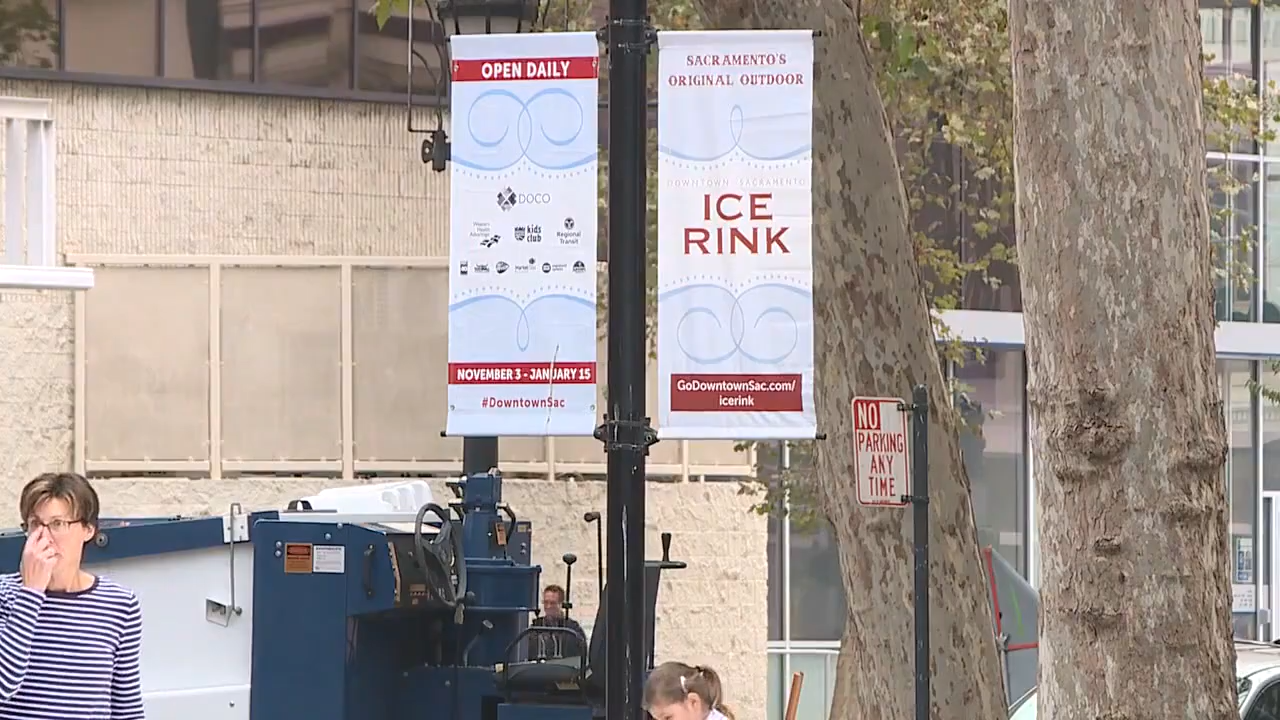 OPEN DAILY
DOCO
kids
club
Regional
Transit
NOVEMBER 3 - JANUARY 15
#DowntownSac
SACRAMENTO'S
ORIGINAL OUTDOOR
DOWNTOWN SACRAMENTO
ICE
RINK
GoDowntownSac.com/
icerink
NO
PARKING
ANY
TIME